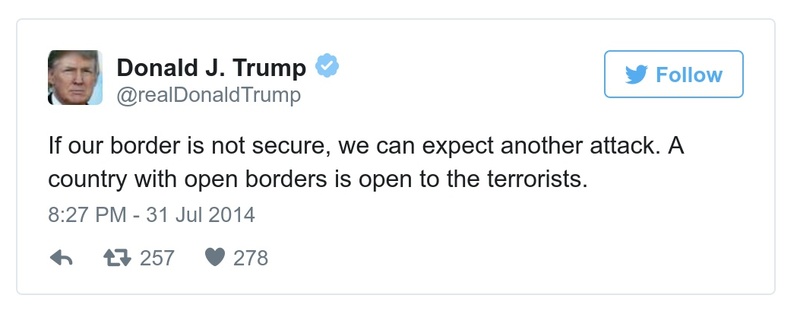 Donald J. Trump
@realDonaldTrump
Follow
If our border is not secure, we can expect another attack. A
country with open borders is open to the terrorists.
8:27 PM - 31 Jul 2014
257 278